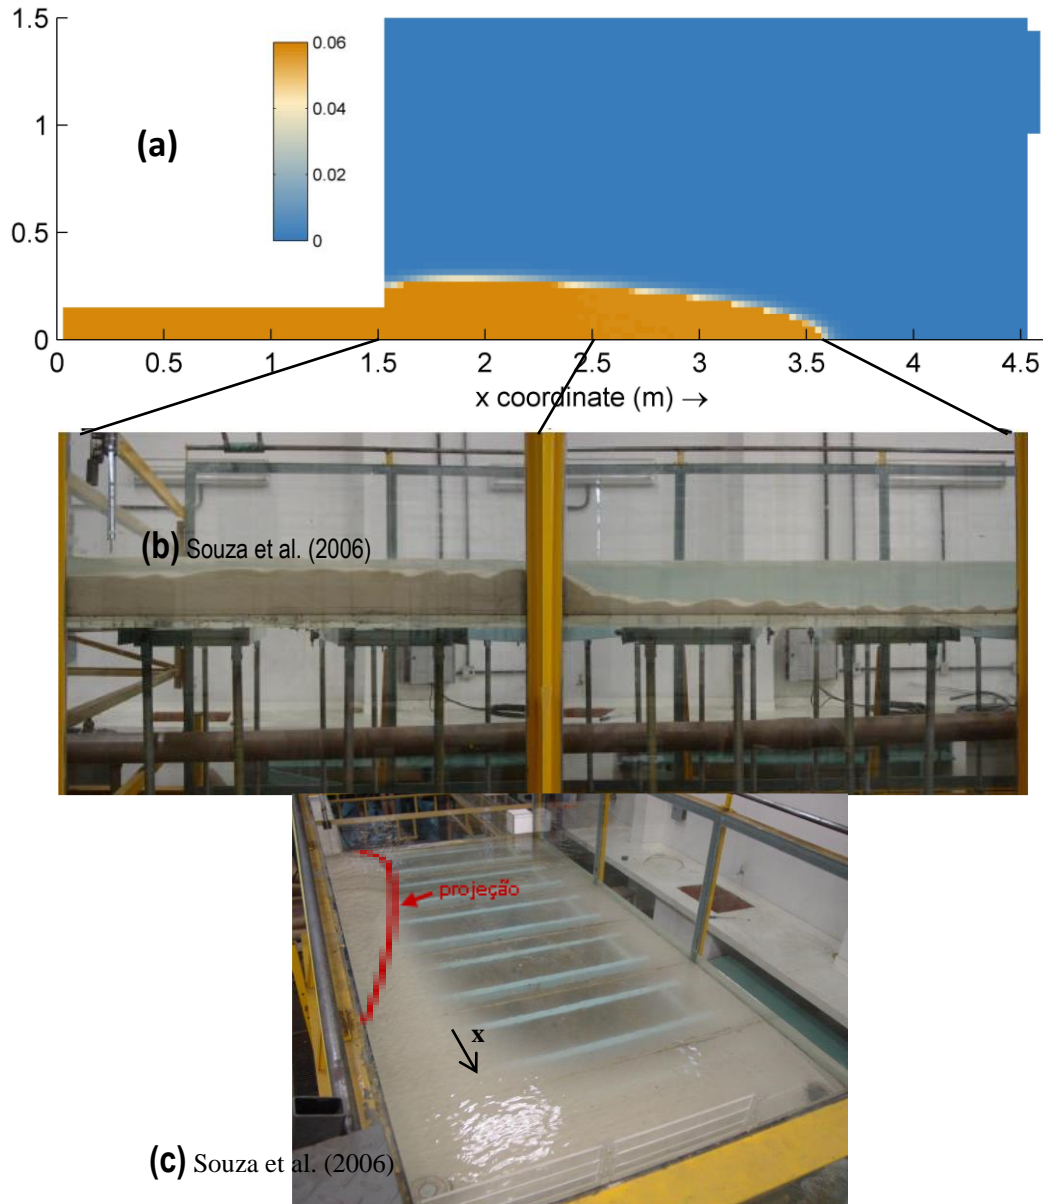 1.5
1
0.5
0
(a)
0.06
0.04
0.02
0
0 0.5 1 1.5 2 2.5 3 3.5 4 4.5
x coordinate (m) →
(b) Souza et al. (2006)
projeção
x
(c) Souza et al. (2006)